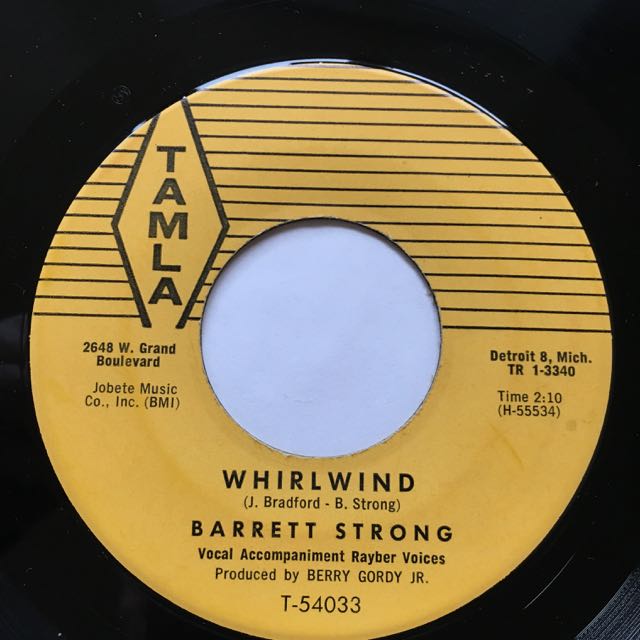 TAMLA
2648 W. Grand
Boulevard
Jobete Music
Co., Inc. (BMI)
Detroit 8, Mich.
TR 1-3340
Time 2:10
(H-55534)
WHIRLWIND
(J. Bradford - B. Strong)
BARRETT STRONG
Vocal Accompaniment Rayber Voices
Produced by BERRY GORDY JR.
T-54033